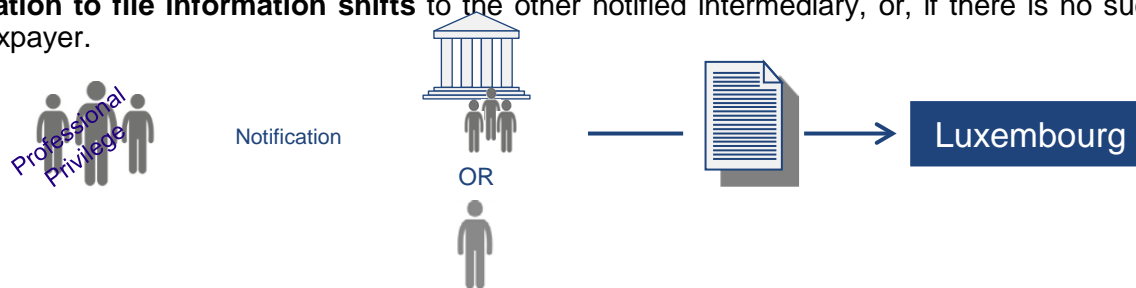 ation to file information shifts to the other notified intermediary, or, if there is no su
xpayer.
Professional
Privilege
Notification
OR
Luxembourg